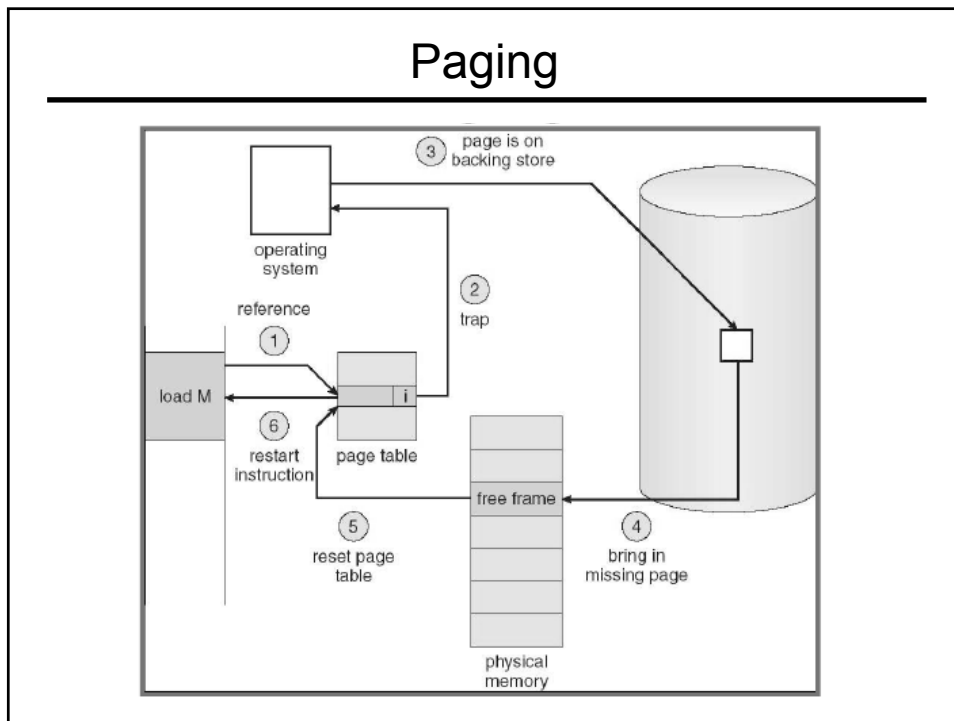 Paging
3
page is on
backing store
operating
system
2
trap
reference
1
load M
i
6
restart
instruction
page table
free frame
5
reset page
table
4
bring in
missing page
physical
memory